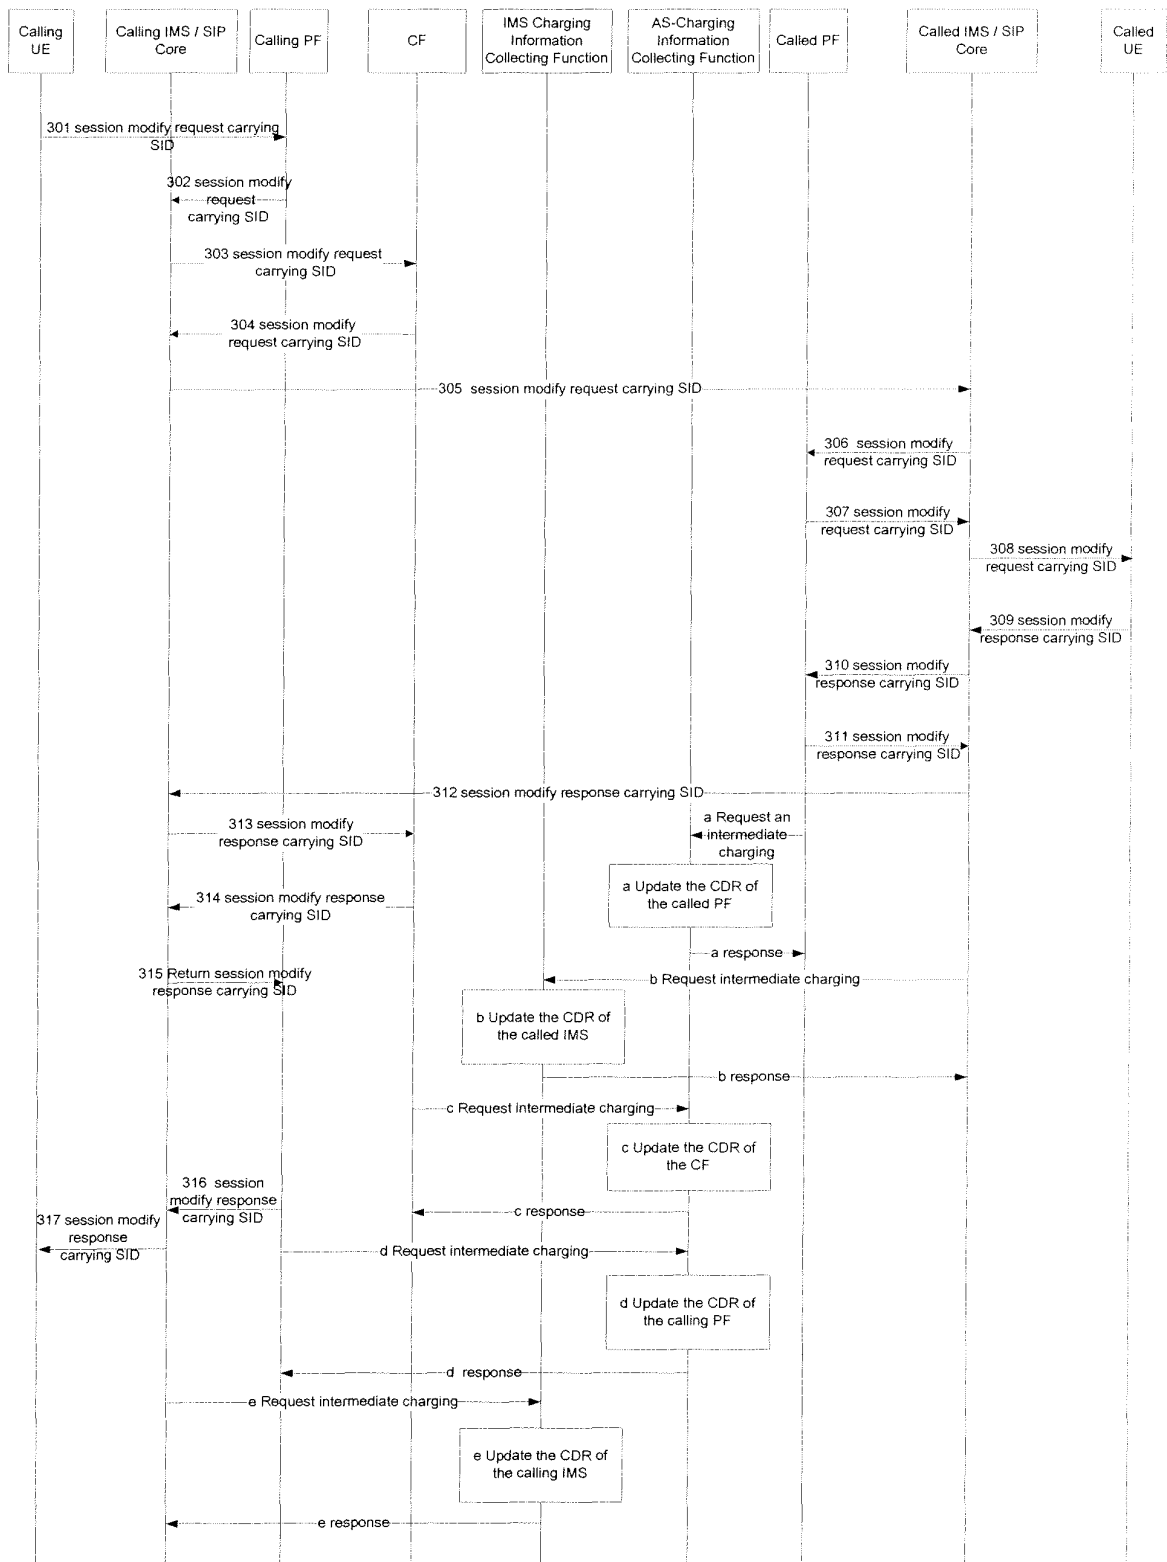 Calling
UE
Calling IMS / SIP
Core
Calling PF
CF
IMS Charging
Information
Collecting Function
AS-Charging
Information
Collecting Function
Called PF
Called IMS / SIP
Core
Called
UE
301 session modify request carrying
SID
302 session modify
request
carrying SID
303 session modify request
carrying SID
304 session modify
request carrying SID
305 session modify request carrying SID
306 session modify
request carrying SID
307 session modify
request carrying SID
308 session modify
request carrying SID
309 session modify
response carrying SID
310 session modify
response carrying SID
311 session modify
response carrying SID
312 session modify response carrying SID
313 session modify
response carrying SID
a Request an
intermediate
charging
a Update the CDR of
the called PF
314 session modify response
carrying SID
a response
315 Return session modify
response carrying SID
b Request intermediate charging
b Update the CDR of
the called IMS
b response
c Request intermediate charging
c Update the CDR of
the CF
316 session
modify response
carrying SID
c response
317 session modify
response
carrying SID
d Request intermediate charging
d Update the CDR of
the calling PF
d response
e Request intermediate charging
e Update the CDR of
the calling IMS
e response